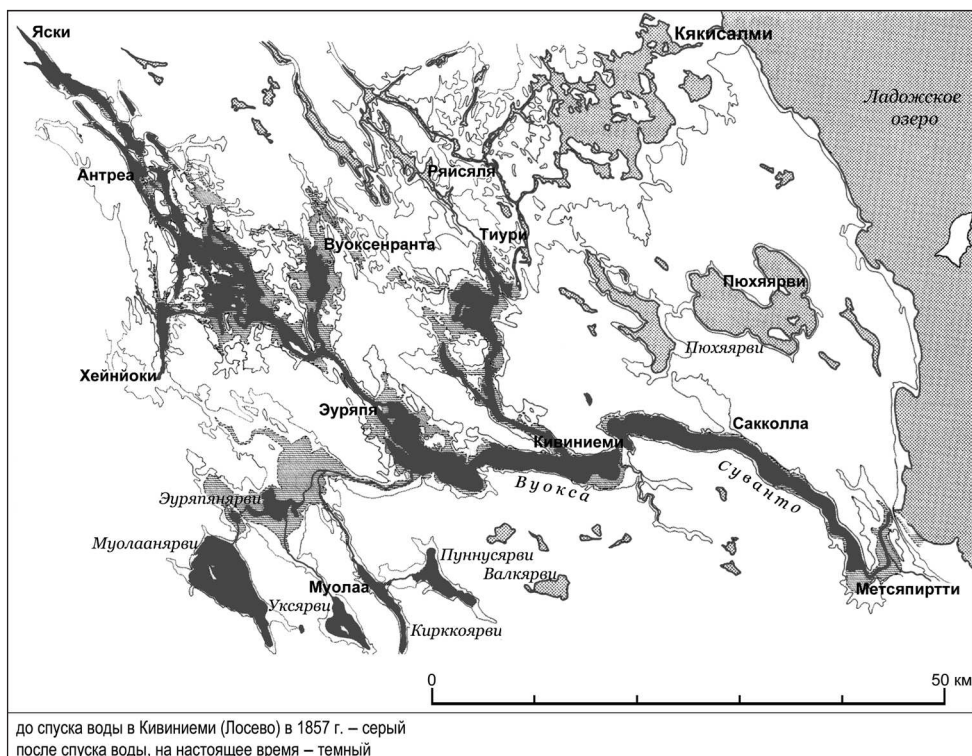 Яски
Кякисалми
Ладожское
озеро
Антреа
Ряйсяля
Вуоксенранта
Тиури
Пюхяярви
Пюхяярви
Хейниоки
Эуряпя
Сакколла
Кивиниеми
Вуокса
Суванто
Эуряпянярви
Муолаанярви
Пуннусярви
Валкярви
Муолаа
Метсяпиртти
Уксярви
Кирккоярви
0 50 км
до спуска воды в Кивиниеми (Лосево) в 1857 г. – серый
после спуска воды, на настоящее время – темный